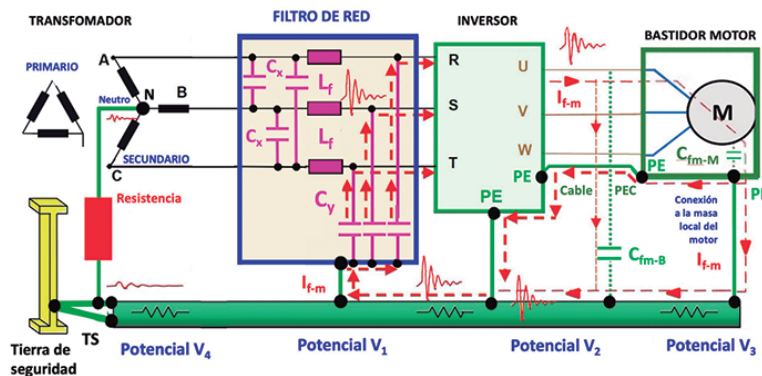 TRANSFOMADOR
FILTRO DE RED
INVERSOR
BASTIDOR MOTOR
PRIMARIO
A
N
B
Neutro
SECUNDARIO
C
Resistencia
Cx
Cx
Lf
Lf
Lf
Cy
If-m
R
S
T
U
V
W
PE
PE
If-m
Cable
PEC
Cfm-B
M
Cfm-M
PE
P
Conexión
a la masa
local del
motor
If-m
TS
Tierra de
seguridad
Potencial V4
Potencial V1
Potencial V2
Potencial V3